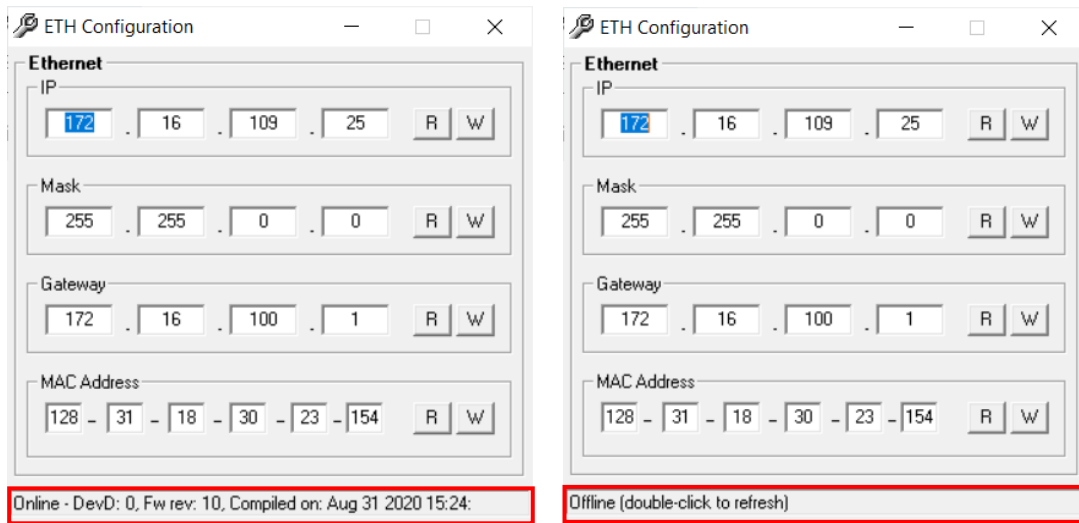 ETH Configuration
Ethernet
IP
172 . 16 . 109 . 25 R W
Mask
255 . 255 . 0 . 0 R W
Gateway
172 . 16 . 100 . 1 R W
MAC Address
128 - 31 - 18 - 30 - 23 - 154 R W
Online - DevD: 0, Fw rev: 10, Compiled on: Aug 31 2020 15:24:
ETH Configuration
Ethernet
IP
172 . 16 . 109 . 25 R W
Mask
255 . 255 . 0 . 0 R W
Gateway
172 . 16 . 100 . 1 R W
MAC Address
128 - 31 - 18 - 30 - 23 - 154 R W
Offline (double-click to refresh)